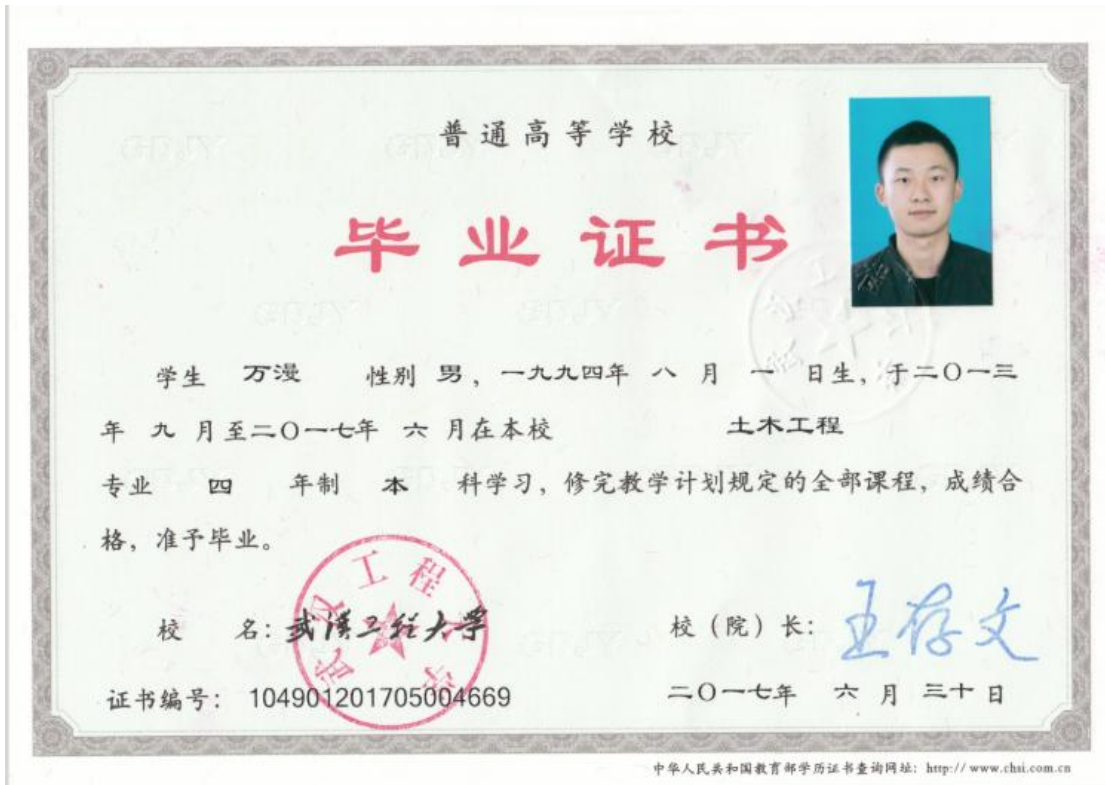 普通高等学校
毕业证书
学生 万漫 性别 男，一九九四年 八 月 一 日生，于二〇一三
年 九 月至二〇一七年 六 月在本校 土木工程
专业 四 年制 本 科学习，修完教学计划规定的全部课程，成绩合
格，准予毕业。
校 名：武汉工程大学
武汉工程大学
校（院）长：王存文
证书编号： 104901201705004669
二〇一七年 六 月 三十 日
中华人民共和国教育部学历证书查询网址：http://www.chsi.com.cn